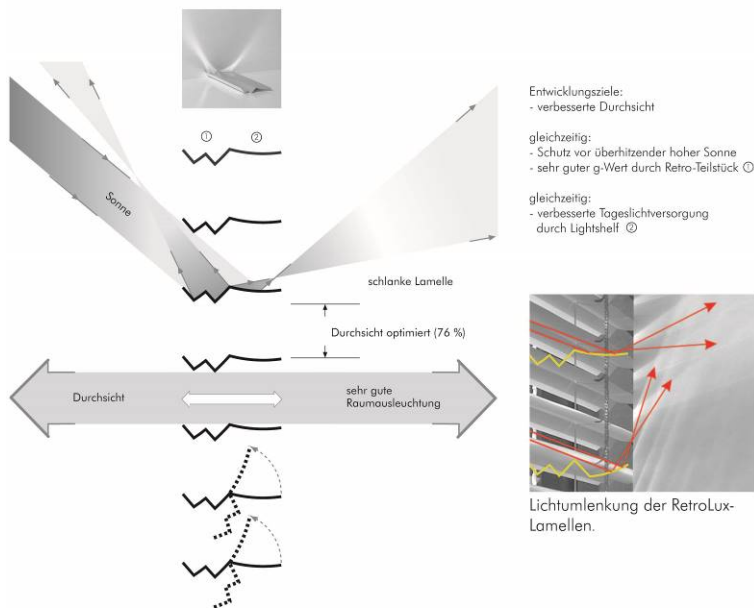 ① ②
Sonne
schlanke Lamelle
Durchsicht optimiert (76 %)
Durchsicht
sehr gute
Raumausleuchtung
Entwicklungsziele:
- verbesserte Durchsicht
gleichzeitig:
- Schutz vor überhitzender hoher Sonne
- sehr guter g-Wert durch Retro-Teilstück ①
gleichzeitig:
- verbesserte Tageslichtversorgung
durch Lightshelf ②
Lichtumlenkung der RetroLux-
Lamellen.